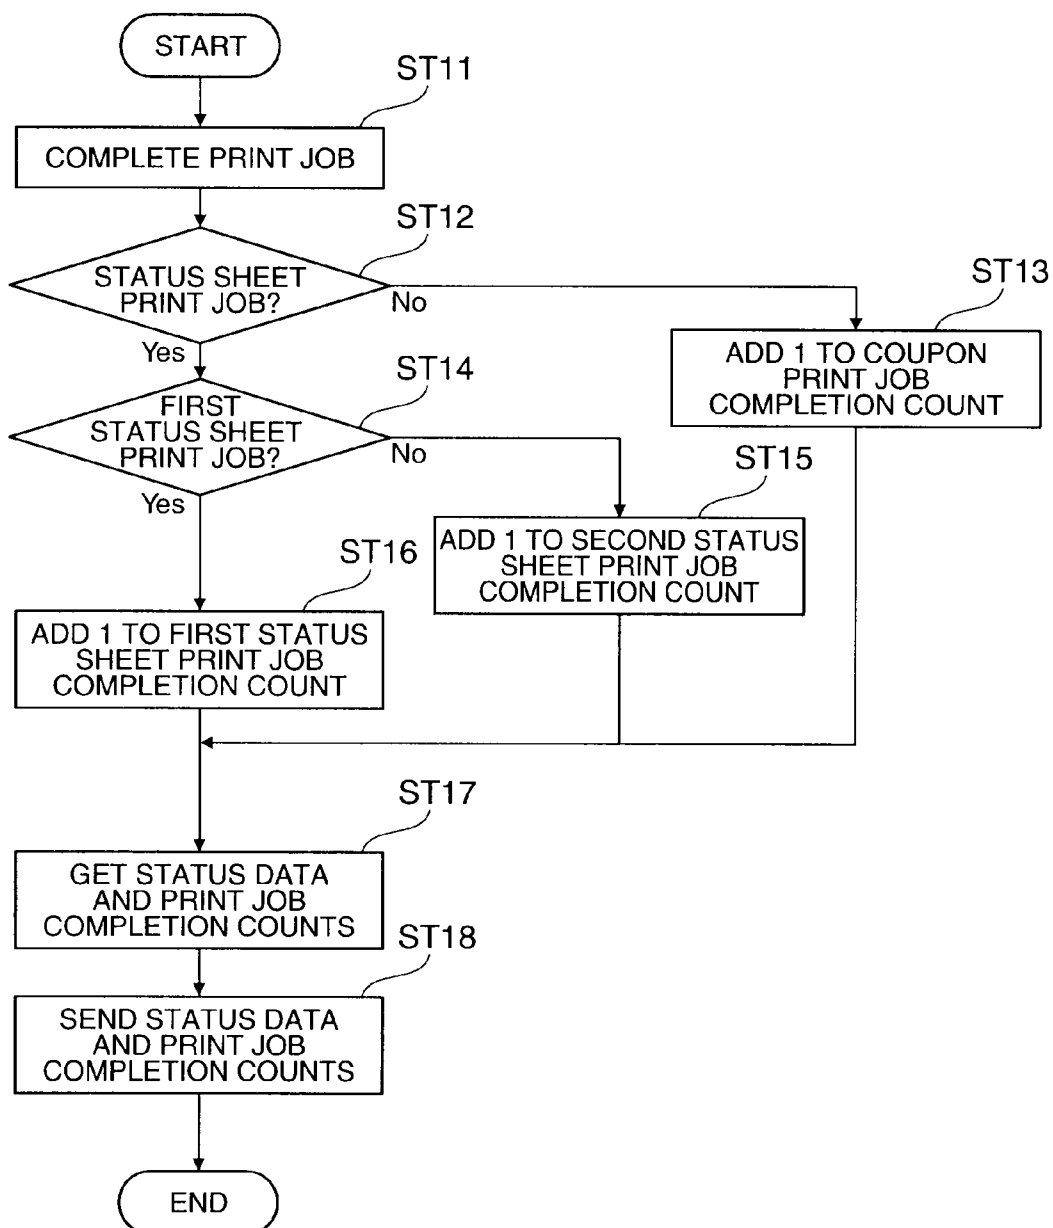 START
ST11
COMPLETE PRINT JOB
ST12
STATUS SHEET
PRINT JOB?
No
Yes
ST13
ADD 1 TO COUPON
PRINT JOB
COMPLETION COUNT
ST14
FIRST
STATUS SHEET
PRINT JOB?
No
Yes
ST15
ADD 1 TO SECOND STATUS
SHEET PRINT JOB
COMPLETION COUNT
ST16
ADD 1 TO FIRST STATUS
SHEET PRINT JOB
COMPLETION COUNT
ST17
GET STATUS DATA
AND PRINT JOB
COMPLETION COUNTS
ST18
SEND STATUS DATA
AND PRINT JOB
COMPLETION COUNTS
END